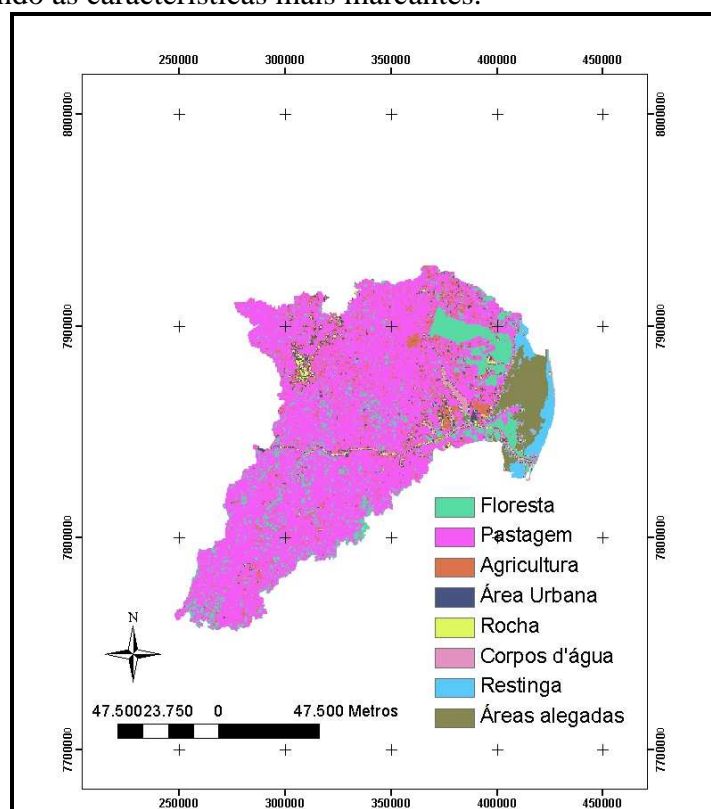 ndo as características mais marcantes.
250000 300000 350000 400000 450000
8000000 8000000
7900000 7900000
7800000 7800000
7700000 7700000
Floresta
Pastagem
Agricultura
Área Urbana
Rocha
Corpos d'água
Restinga
Áreas alegadas
N
47.50023.750 0 47.500 Metros
250000 300000 350000 400000 450000